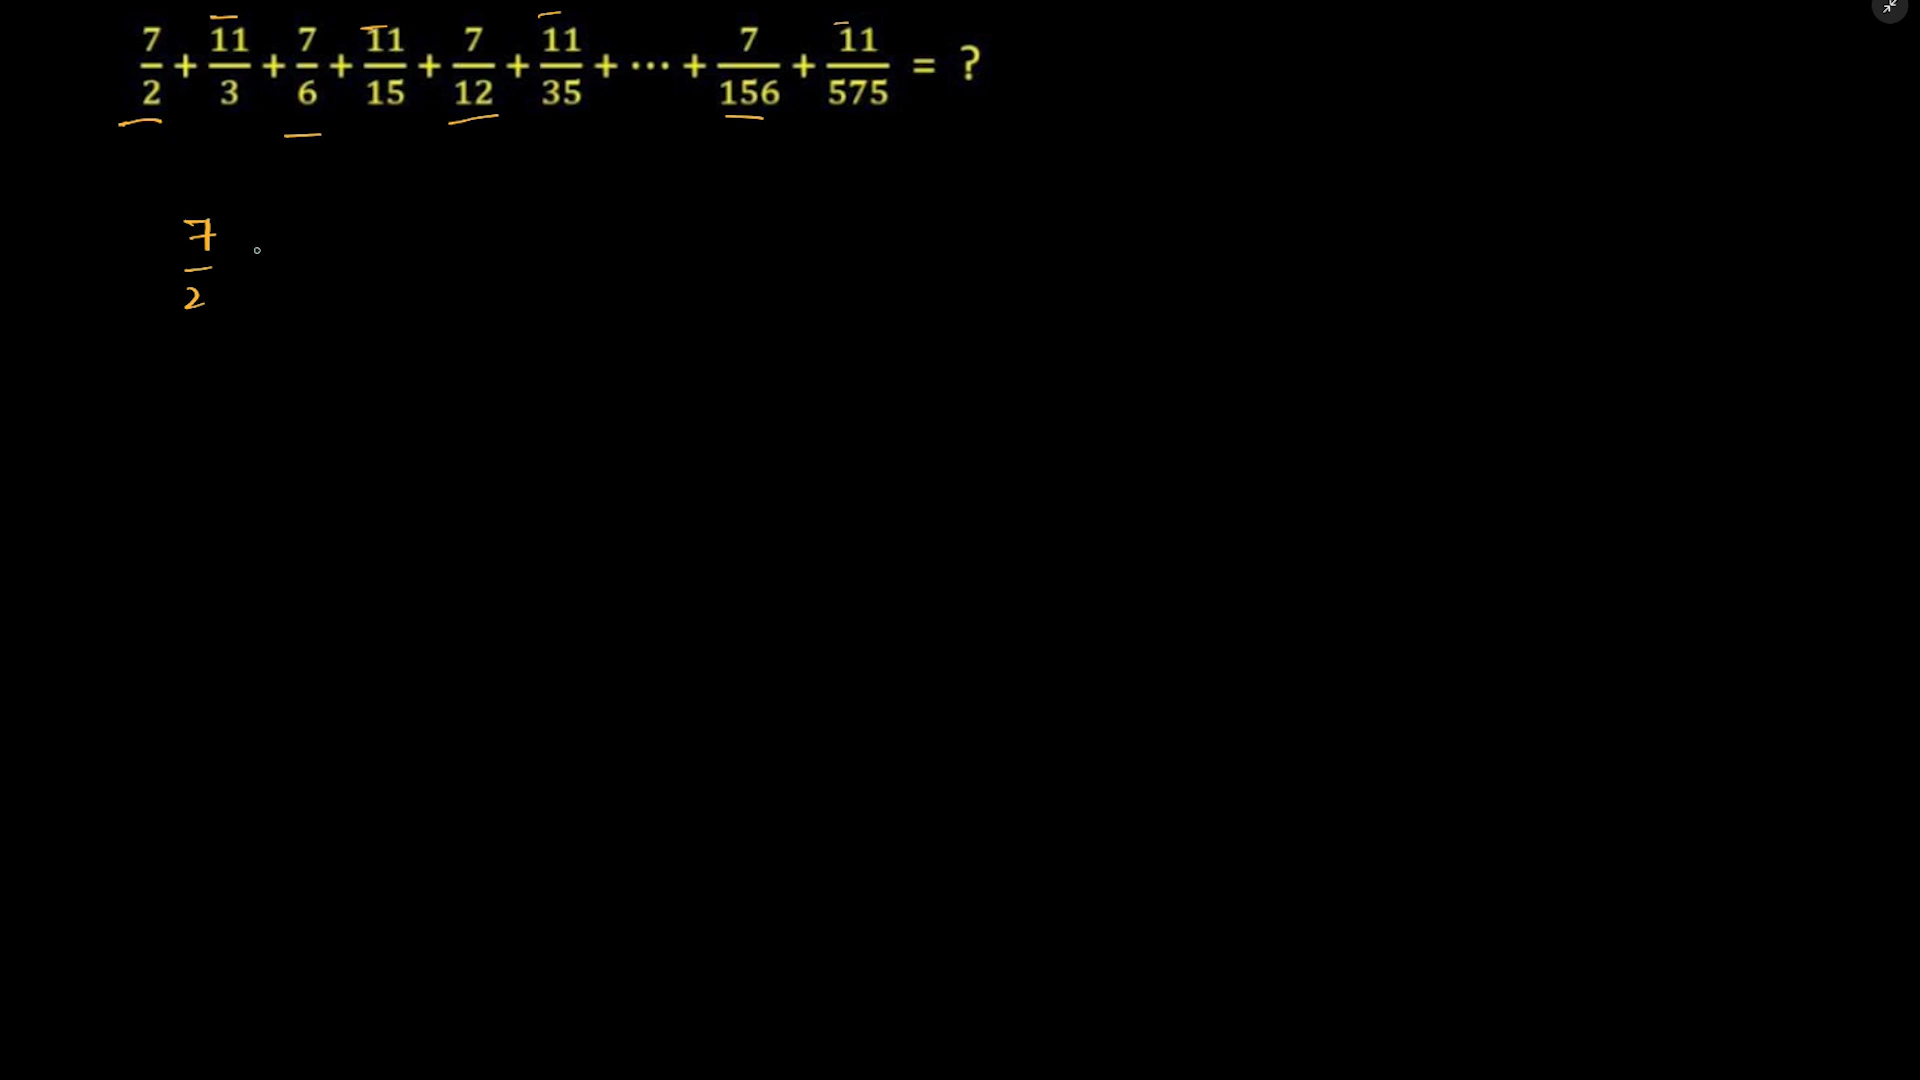 7/2 + 11/3 + 7/6 + 11/15 + 7/12 + 11/35 + ⋯ + 7/156 + 11/575 = ?
7/2